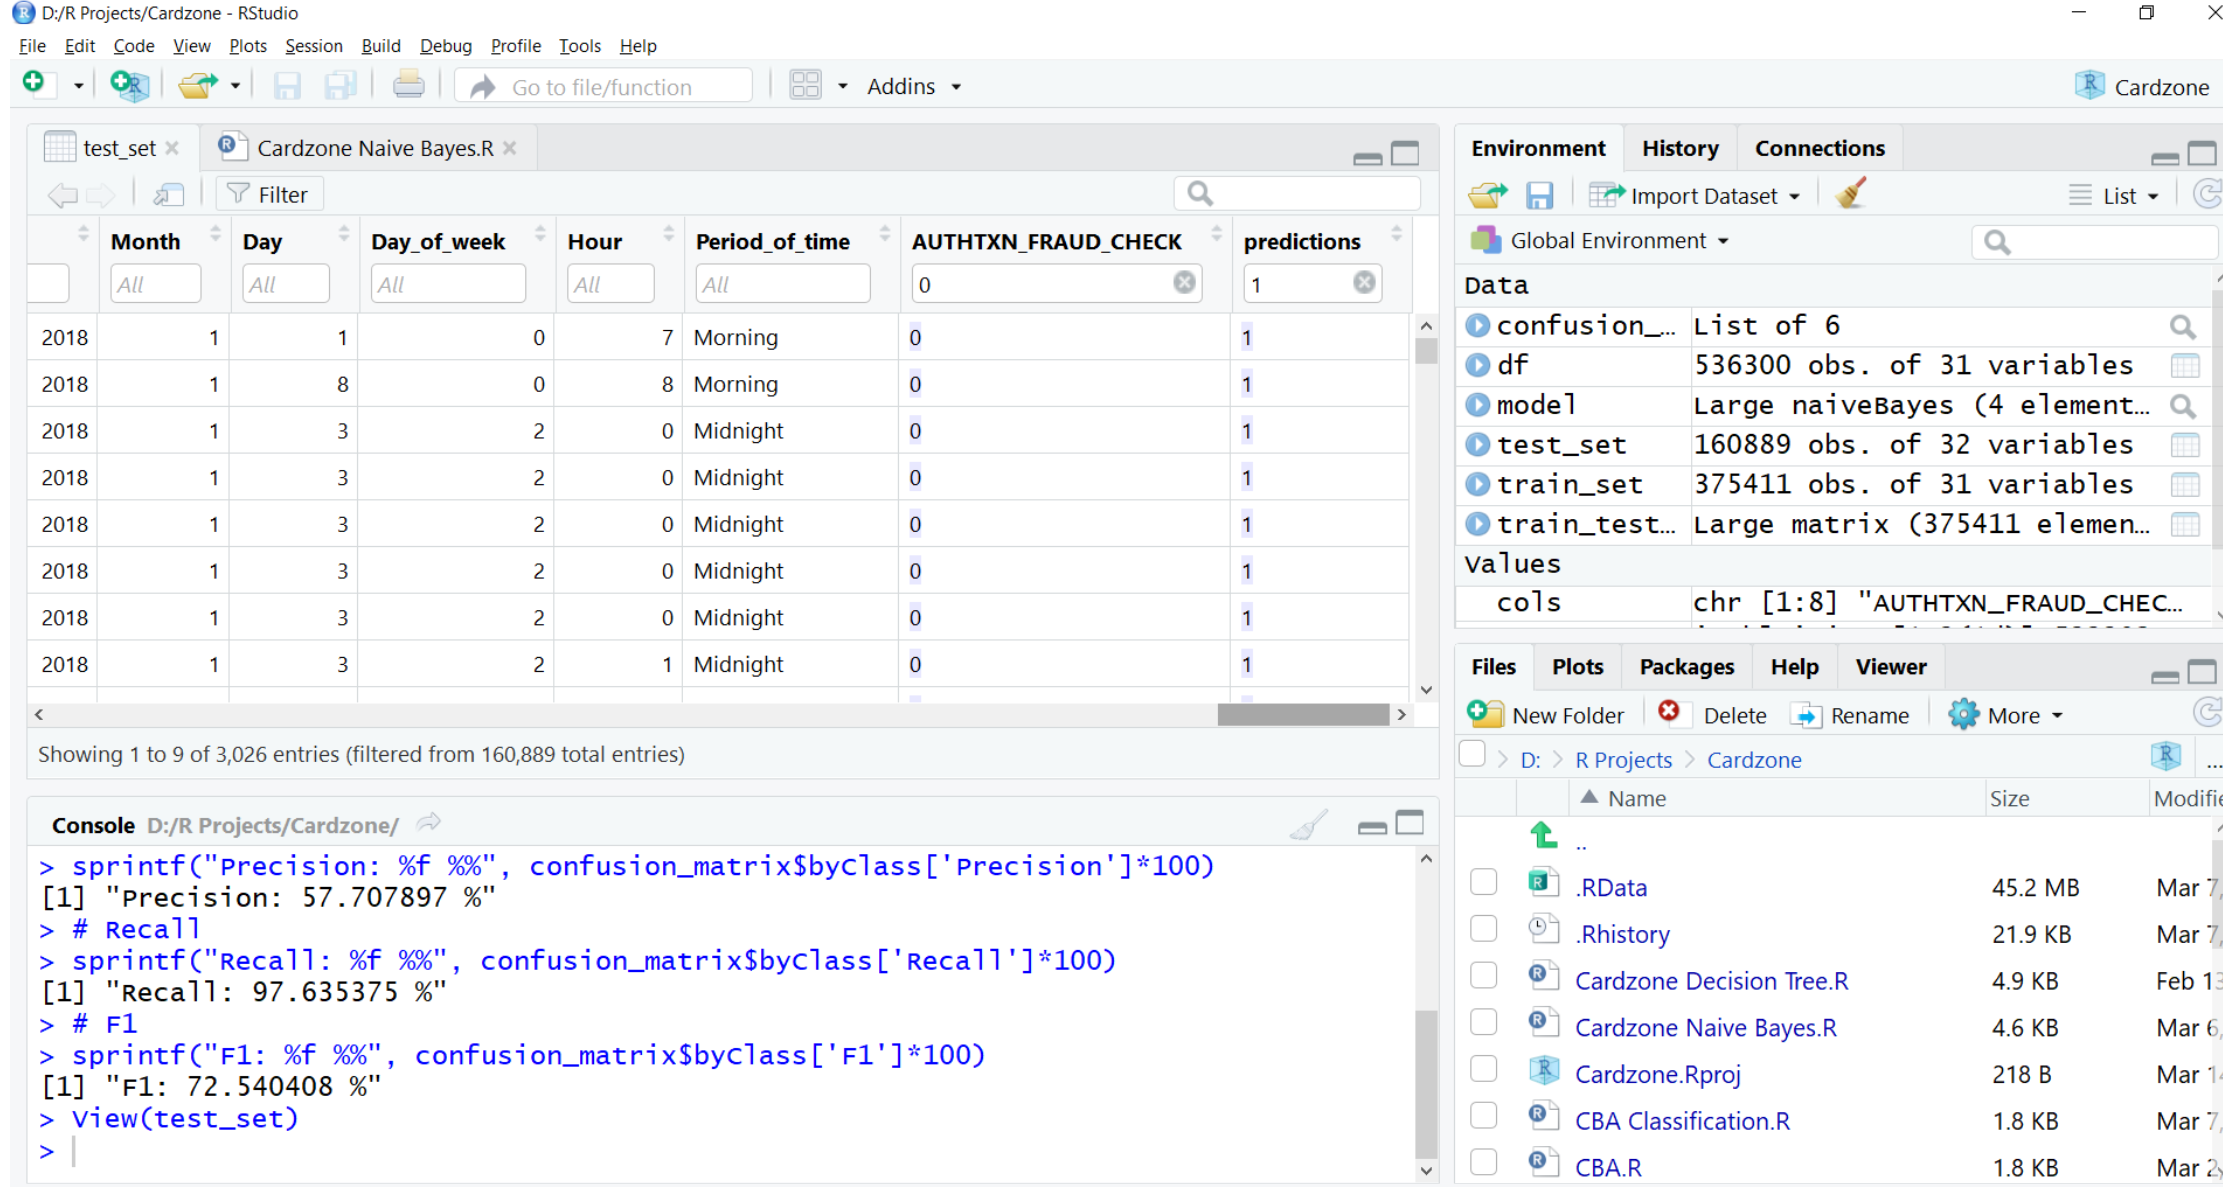 D:/R Projects/Cardzone - RStudio
File Edit Code View Plots Session Build Debug Profile Tools Help
Go to file/function Addins Cardzone
test_set Cardzone Naive Bayes.R
Filter
Month Day Day_of_week Hour Period_of_time AUTHTXN_FRAUD_CHECK predictions
All All All All All 0 1
2018 1 1 0 7 Morning 0 1
2018 1 8 0 8 Morning 0 1
2018 1 3 2 0 Midnight 0 1
2018 1 3 2 0 Midnight 0 1
2018 1 3 2 0 Midnight 0 1
2018 1 3 2 0 Midnight 0 1
2018 1 3 2 0 Midnight 0 1
2018 1 3 2 1 Midnight 0 1
Showing 1 to 9 of 3,026 entries (filtered from 160,889 total entries)
Console D:/R Projects/Cardzone/
> sprintf("Precision: %f %%", confusion_matrix$byClass['Precision']*100)
[1] "Precision: 57.707897 %"
> # Recall
> sprintf("Recall: %f %%", confusion_matrix$byClass['Recall']*100)
[1] "Recall: 97.635375 %"
> # F1
> sprintf("F1: %f %%", confusion_matrix$byClass['F1']*100)
[1] "F1: 72.540408 %"
> View(test_set)
>
Environment History Connections
Import Dataset List
Global Environment
Data
confusion_... List of 6
df 536300 obs. of 31 variables
model Large naiveBayes (4 element...
test_set 160889 obs. of 32 variables
train_set 375411 obs. of 31 variables
train_test... Large matrix (375411 elemen...
Values
cols chr [1:8] "AUTHTXN_FRAUD_CHEC...
Files Plots Packages Help Viewer
New Folder Delete Rename More
D: R Projects Cardzone ...
Name Size Modifie
..
.RData 45.2 MB Mar 7,
.Rhistory 21.9 KB Mar 7,
Cardzone Decision Tree.R 4.9 KB Feb 13
Cardzone Naive Bayes.R 4.6 KB Mar 6,
Cardzone.Rproj 218 B Mar 14
CBA Classification.R 1.8 KB Mar 7,
CBA.R 1.8 KB Mar 2,